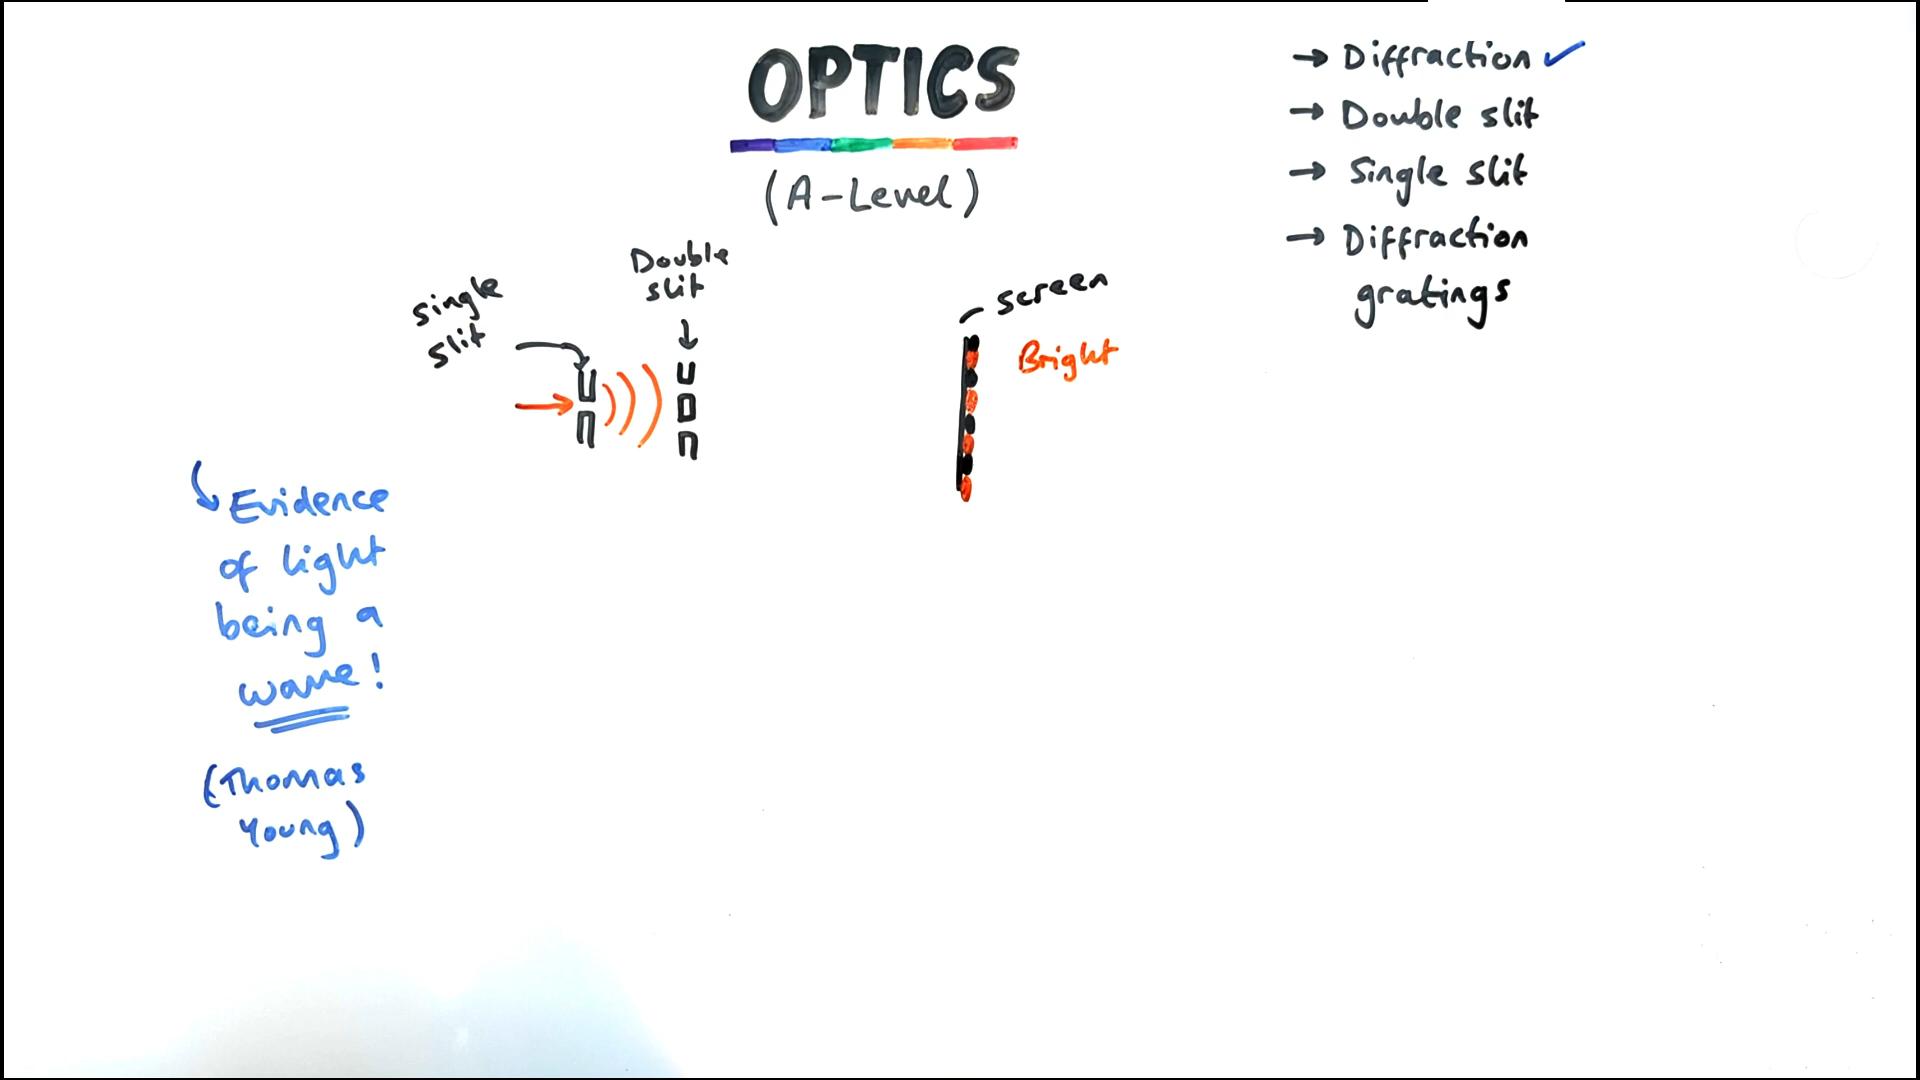 OPTICS
(A-Level)
→ Diffraction ✓
→ Double slit
→ Single slit
→ Diffraction
gratings
single
slit
Double
slit
screen
Bright
Evidence
of light
being a
wave!
(Thomas
Young)